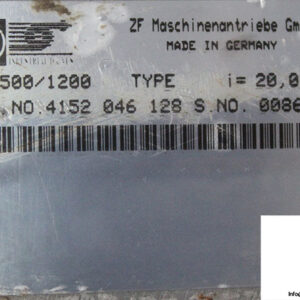 ZF Maschinenantriebe Gm
MADE IN GERMANY
500/1200 TYPE i= 20,0
NO 4152 046 128 S.NO. 0086